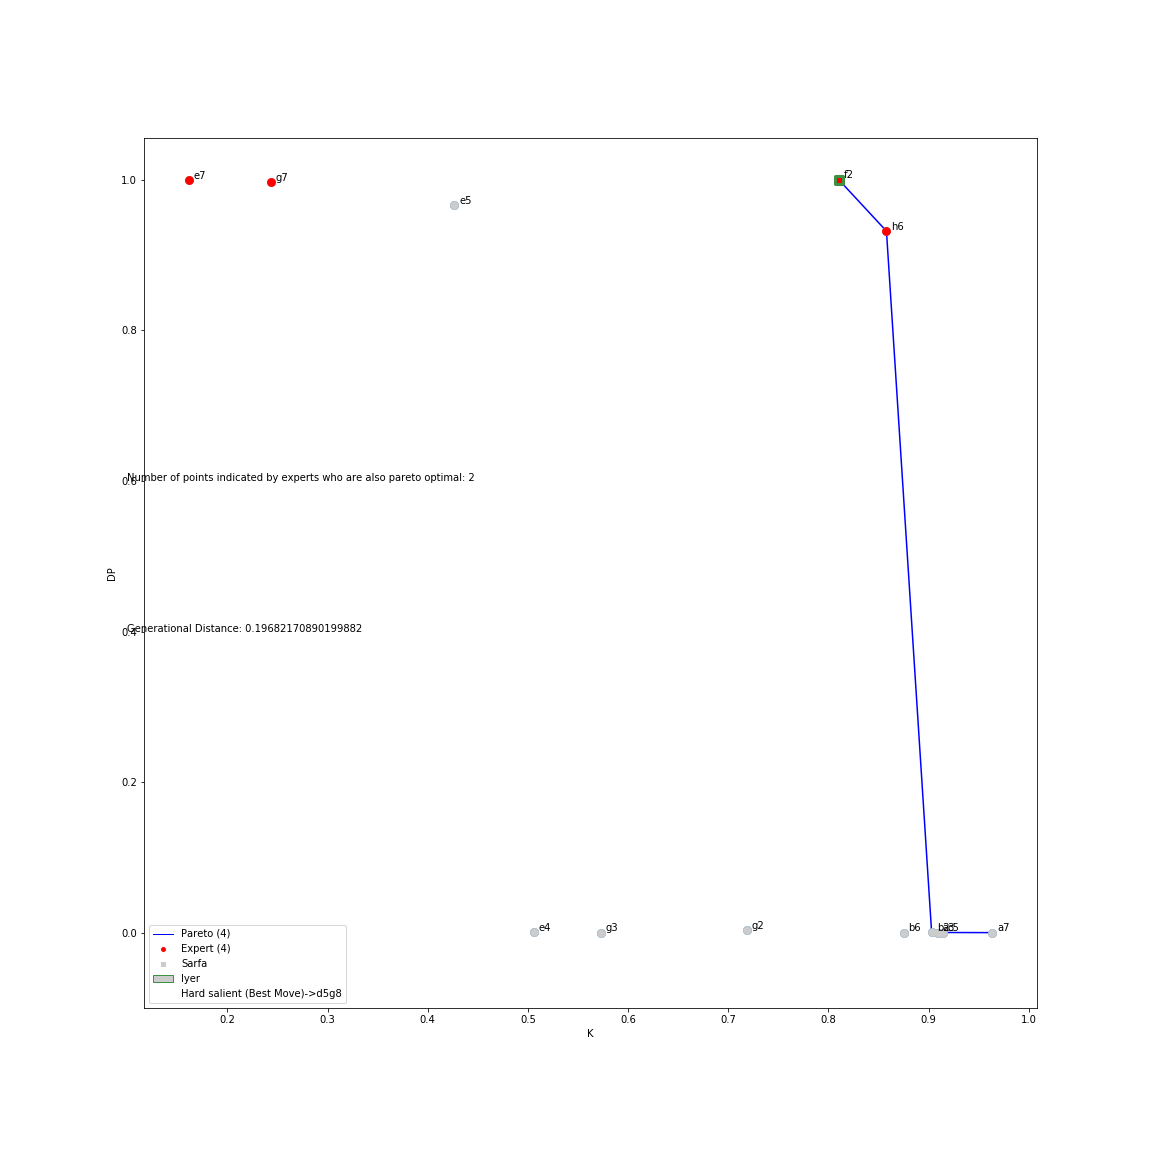 1.0
e7
g7
e5
f2
h6
0.8
Number of points indicated by experts who are also pareto optimal: 2
0.6
DP
Generational Distance: 0.19682170890199882
0.4
0.2
0.0
e4
g3
g2
b6
a7
Pareto (4)
Expert (4)
Sarfa
Iyer
Hard salient (Best Move)->d5g8
0.2
0.3
0.4
0.5
0.6
0.7
0.8
0.9
1.0
K